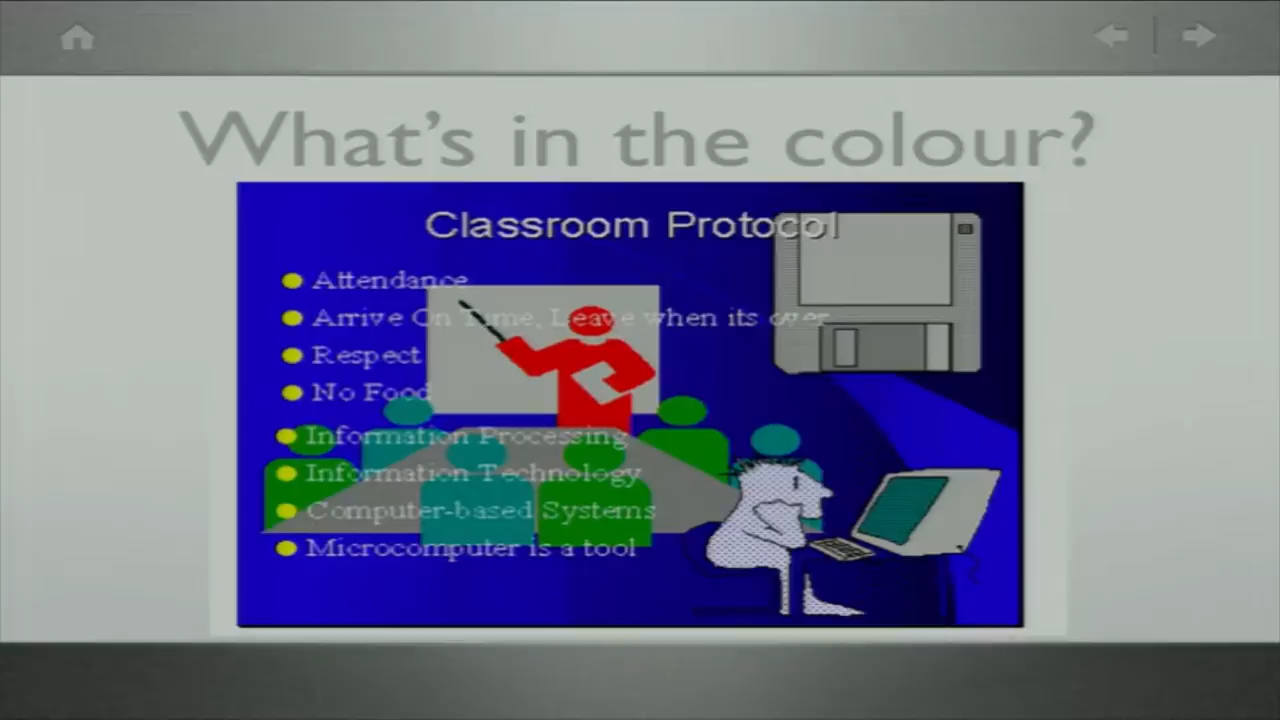 What's in the colour?
Classroom Protocol
Attendance
Arrive On Time, Leave when its over
Respect
No Food
Information Processing
Information Technology
Computer-based Systems
Microcomputer is a tool